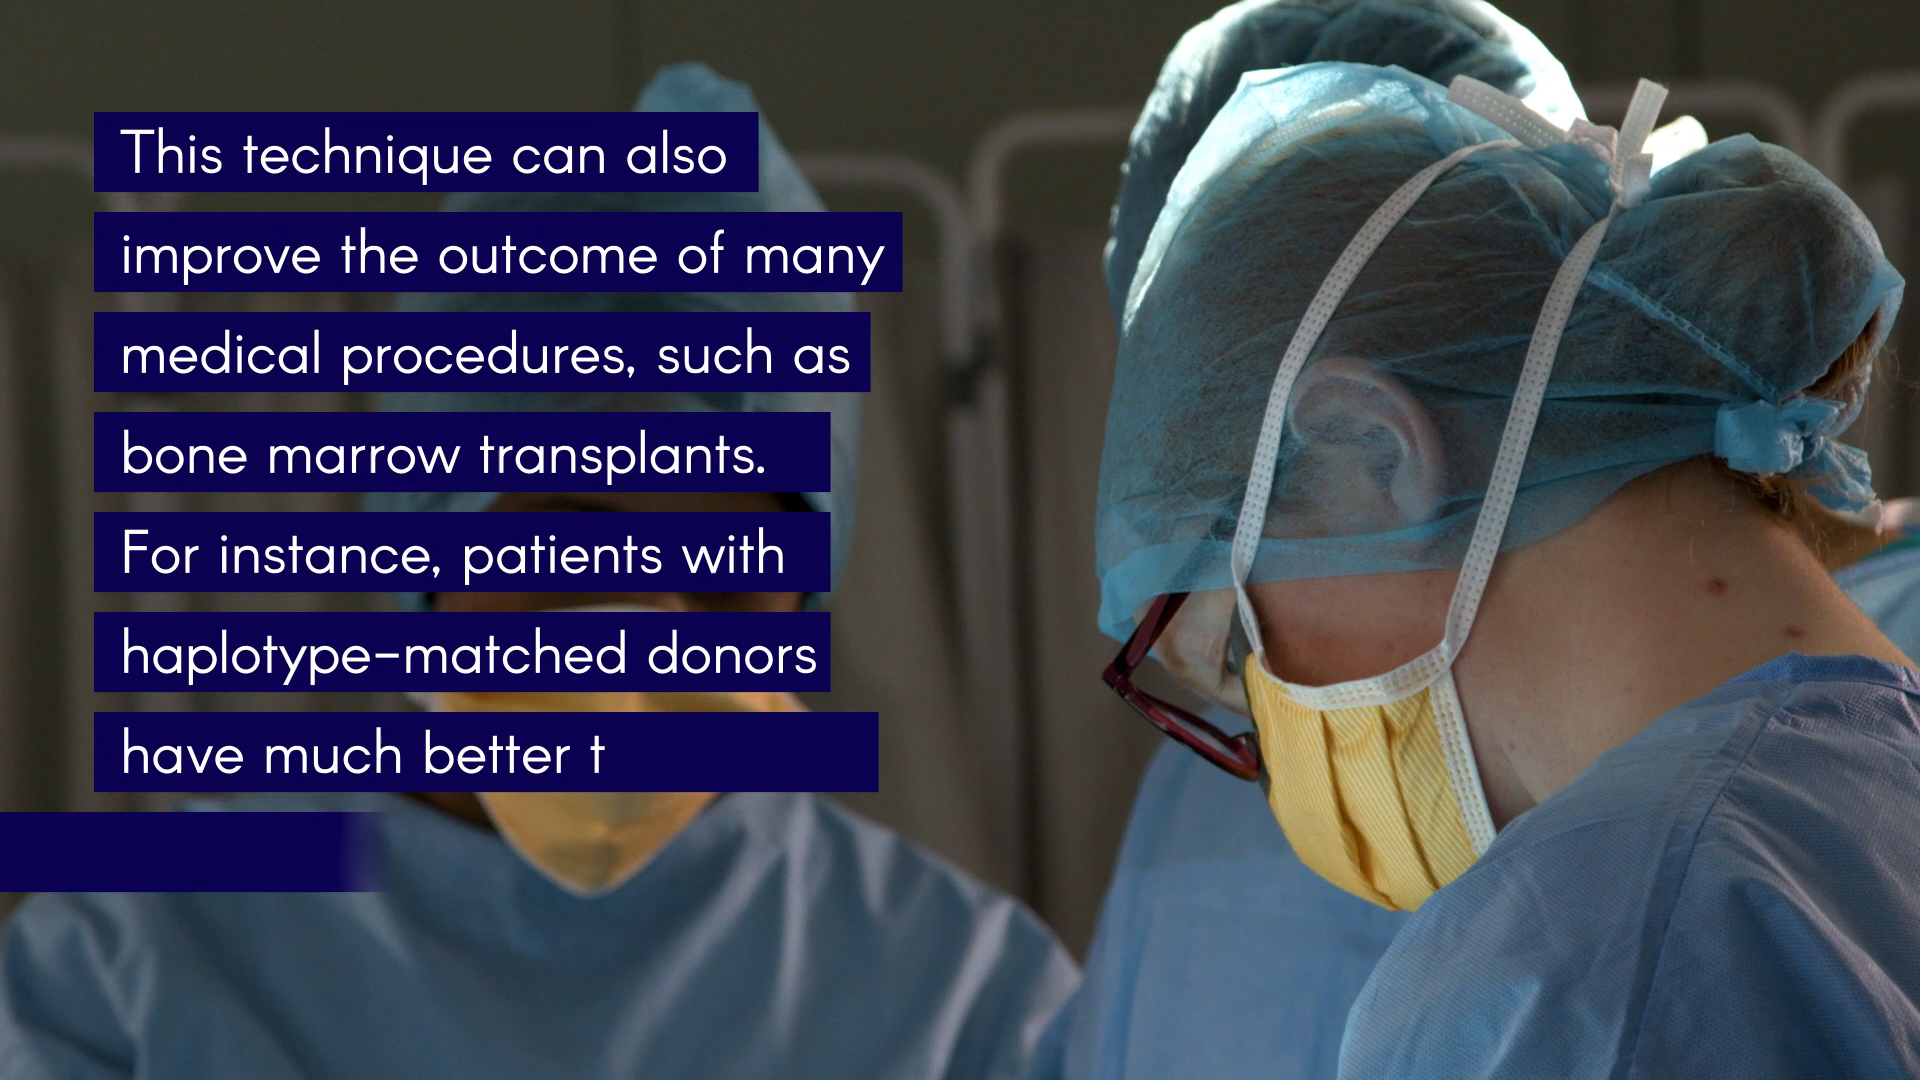 This technique can also
improve the outcome of many
medical procedures, such as
bone marrow transplants.
For instance, patients with
haplotype-matched donors
have much better t